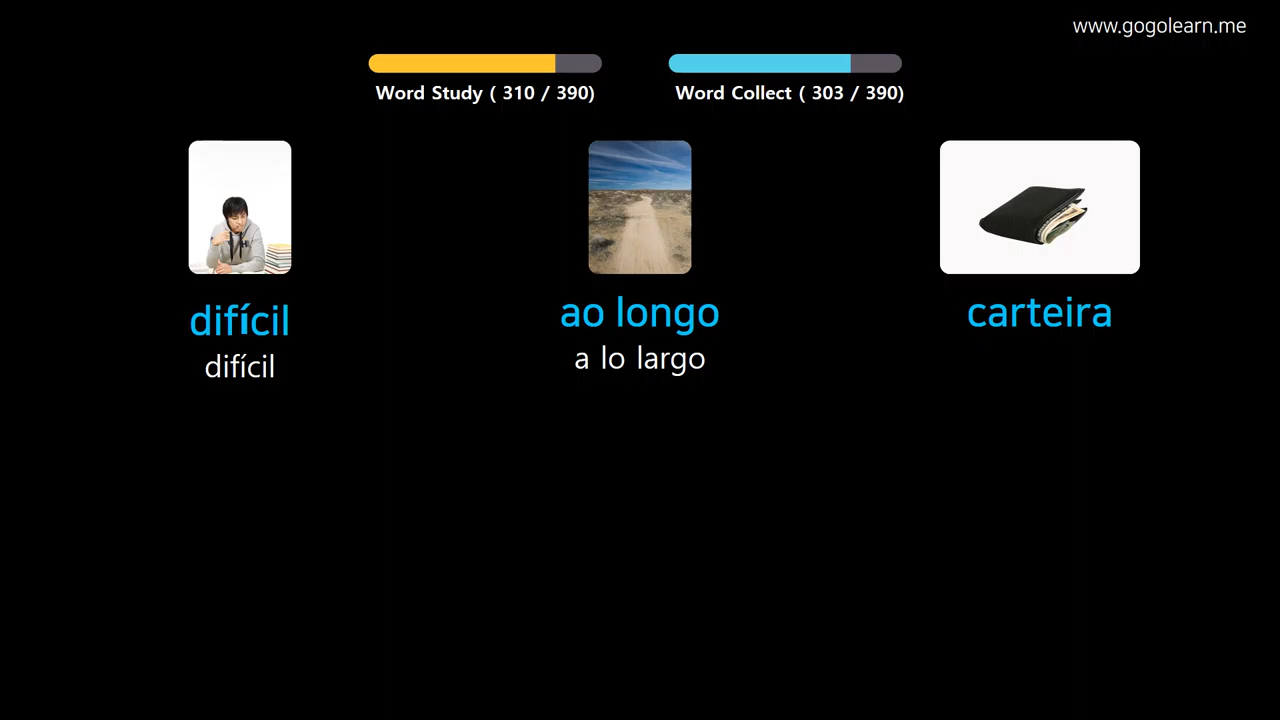 www.gogolearn.me
Word Study ( 310 / 390)
Word Collect ( 303 / 390)
difícil
difícil
ao longo
a lo largo
carteira